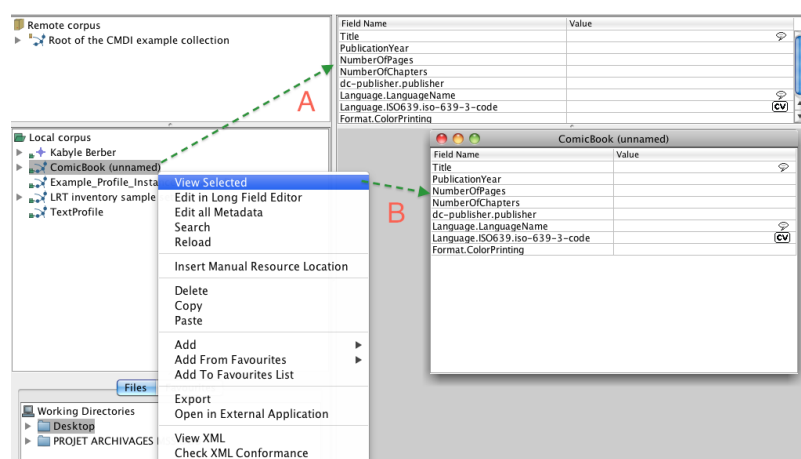 Remote corpus
Root of the CMDI example collection
Field Name Value
Title
PublicationYear
NumberOfPages
NumberOfChapters
dc-publisher.publisher
Language.LanguageName
Language.ISO639.iso-639-3-code CV
Format.ColorPrinting
A
Local corpus
Kabyle Berber
ComicBook (unnamed)
Example_Profile_Insta
LRT inventory sample
TextProfile
View Selected
Edit in Long Field Editor
Edit all Metadata
Search
Reload
Insert Manual Resource Location
Delete
Copy
Paste
Add
Add From Favourites
Add To Favourites List
Export
Open in External Application
View XML
Check XML Conformance
B
ComicBook (unnamed)
Field Name Value
Title
PublicationYear
NumberOfPages
NumberOfChapters
dc-publisher.publisher
Language.LanguageName
Language.ISO639.iso-639-3-code CV
Format.ColorPrinting
Files
Working Directories
Desktop
PROJET ARCHIVAGES